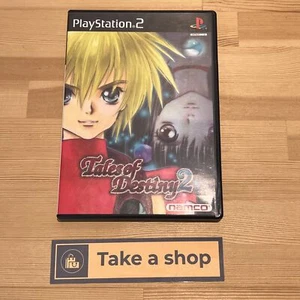 PlayStation 2
Tales of
Destiny 2
namco
Take a shop